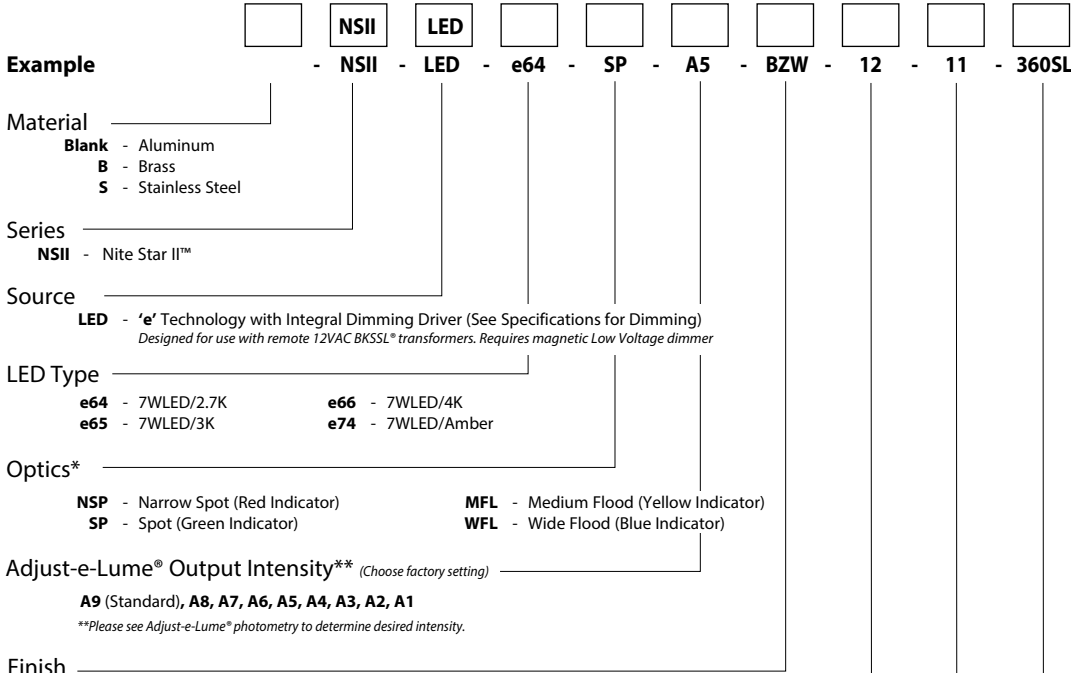 NSII LED
Example - NSII - LED - e64 - SP - A5 - BZW - 12 - 11 - 360SL
Material
Blank - Aluminum
B - Brass
S - Stainless Steel
Series
NSII - Nite Star II™
Source
LED - ‘e’ Technology with Integral Dimming Driver (See Specifications for Dimming)
Designed for use with remote 12VAC BKSSL® transformers. Requires magnetic Low Voltage dimmer
LED Type
e64 - 7WLED/2.7K e66 - 7WLED/4K
e65 - 7WLED/3K e74 - 7WLED/Amber
Optics*
NSP - Narrow Spot (Red Indicator) MFL - Medium Flood (Yellow Indicator)
SP - Spot (Green Indicator) WFL - Wide Flood (Blue Indicator)
Adjust-e-Lume® Output Intensity** (Choose factory setting)
A9 (Standard), A8, A7, A6, A5, A4, A3, A2, A1
**Please see Adjust-e-Lume® photometry to determine desired intensity.
Finish